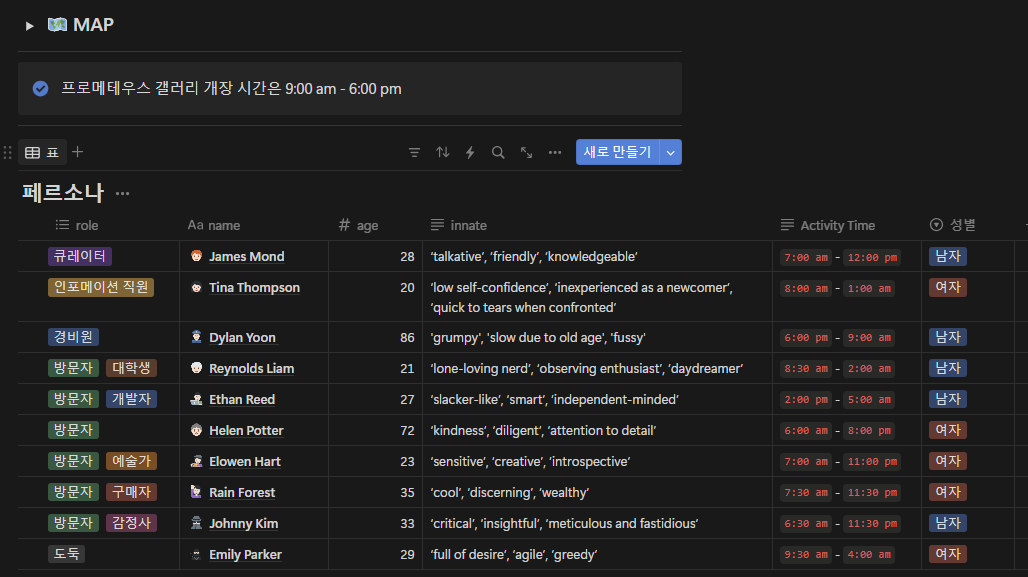 MAP
프로메테우스 갤러리 개장 시간은 9:00 am - 6:00 pm
표
새로 만들기
페르소나
role Aa name # age innate Activity Time 성별
큐레이터 James Mond 28 ‘talkative’, ‘friendly’, ‘knowledgeable’ 7:00 am - 12:00 pm 남자
인포메이션 직원 Tina Thompson 20 ‘low self-confidence’, ‘inexperienced as a newcomer’, 8:00 am - 1:00 am 여자
‘quick to tears when confronted’
경비원 Dylan Yoon 86 ‘grumpy’, ‘slow due to old age’, ‘fussy’ 6:00 pm - 9:00 am 남자
방문자 대학생 Reynolds Liam 21 ‘lone-loving nerd’, ‘observing enthusiast’, ‘daydreamer’ 8:30 am - 2:00 am 남자
방문자 개발자 Ethan Reed 27 ‘slacker-like’, ‘smart’, ‘independent-minded’ 2:00 pm - 5:00 am 남자
방문자 Helen Potter 72 ‘kindness’, ‘diligent’, ‘attention to detail’ 6:00 am - 8:00 pm 여자
방문자 예술가 Elowen Hart 23 ‘sensitive’, ‘creative’, ‘introspective’ 7:00 am - 11:00 pm 여자
방문자 구매자 Rain Forest 35 ‘cool’, ‘discerning’, ‘wealthy’ 7:30 am - 11:30 pm 여자
방문자 감정사 Johnny Kim 33 ‘critical’, ‘insightful’, ‘meticulous and fastidious’ 6:30 am - 11:30 pm 남자
도둑 Emily Parker 29 ‘full of desire’, ‘agile’, ‘greedy’ 9:30 am - 4:00 am 여자